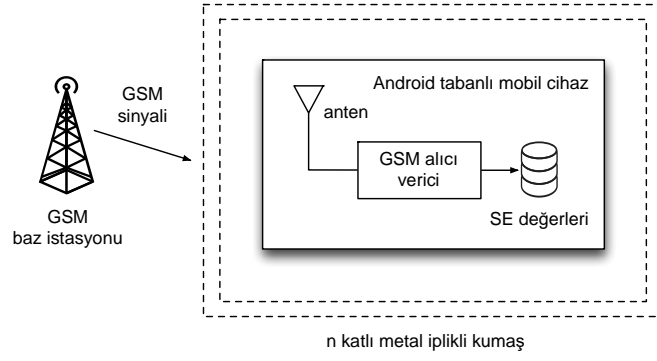 GSM
sinyali
GSM
baz istasyonu
Android tabanlı mobil cihaz
anten
GSM alıcı
verici
SE değerleri
n katlı metal iplikli kumaş